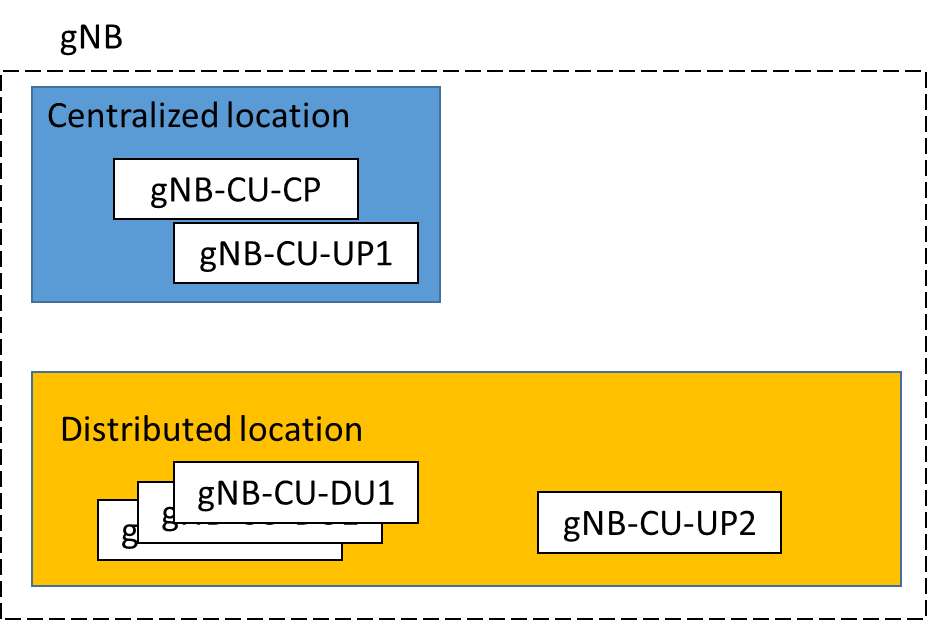 gNB
Centralized location
gNB-CU-CP
gNB-CU-UP1
Distributed location
gNB-CU-DU1
gNB-CU-UP2